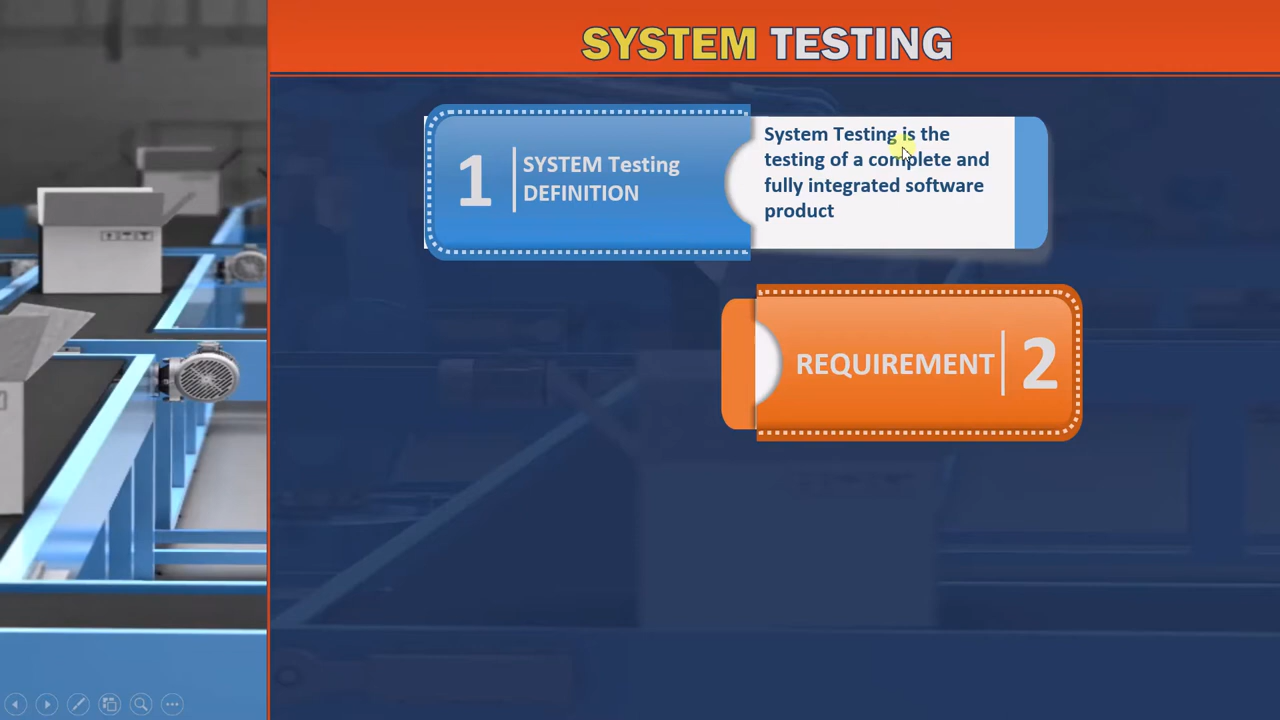 SYSTEM TESTING
1
SYSTEM Testing
DEFINITION
System Testing is the
testing of a complete and
fully integrated software
product
REQUIREMENT
2